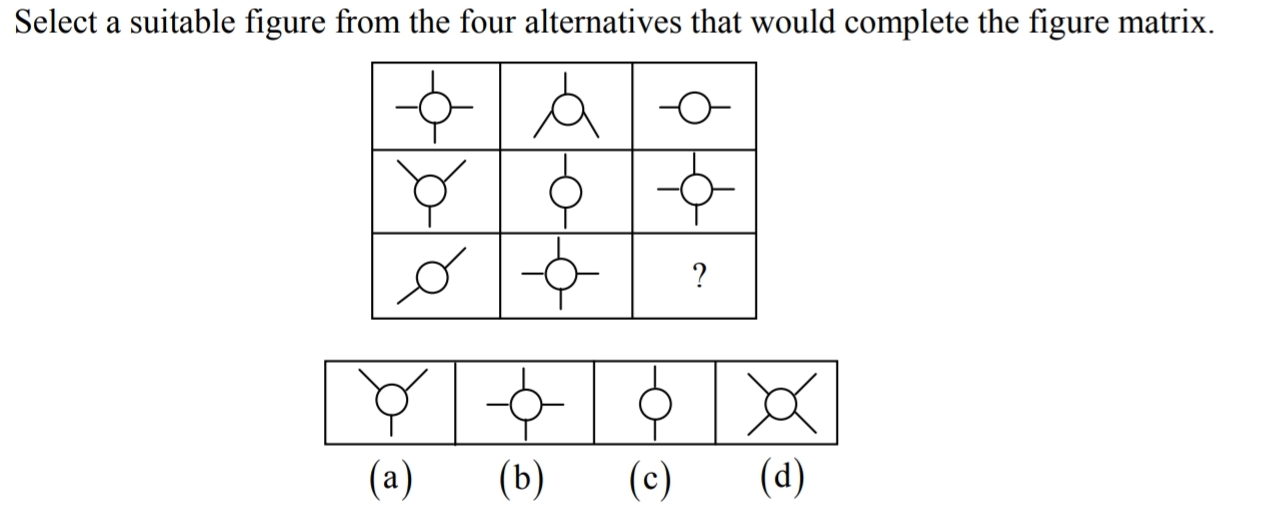 Select a suitable figure from the four alternatives that would complete the figure matrix.
?
(a) (b) (c) (d)